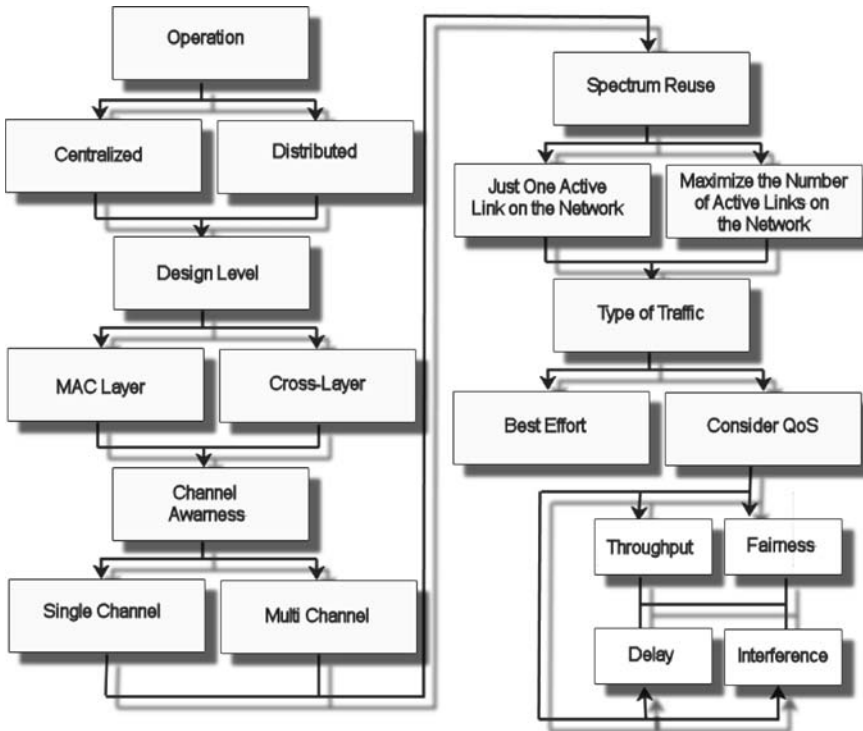 Operation
Centralized
Distributed
Design Level
MAC Layer
Cross-Layer
Channel
Awarness
Single Channel
Multi Channel
Spectrum Reuse
Just One Active
Link on the Network
Maximize the Number
of Active Links on
the Network
Type of Traffic
Best Effort
Consider QoS
Throughput
Fairness
Delay
Interference